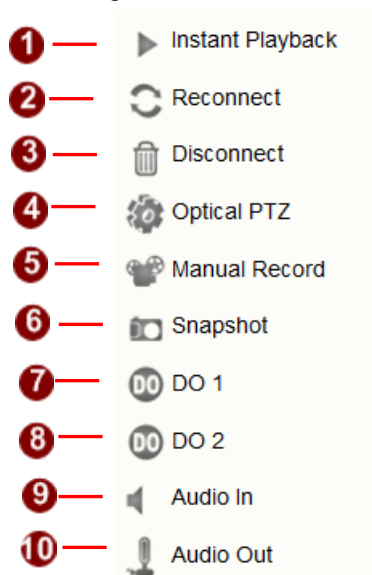 1 Instant Playback
2 Reconnect
3 Disconnect
4 Optical PTZ
5 Manual Record
6 Snapshot
7 DO DO 1
8 DO DO 2
9 Audio In
10 Audio Out